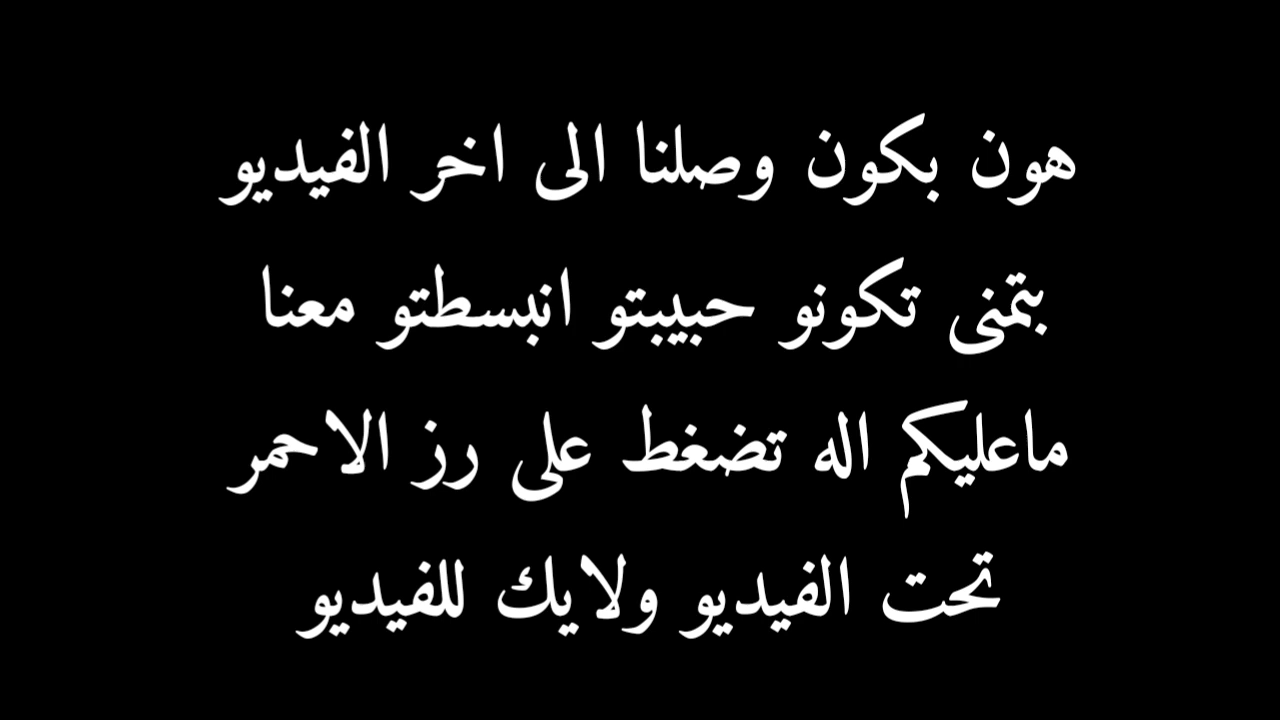 هون بكون وصلنا الى اخر الفيديو
بتمنى تكونو حبيبتو انبسطتو معنا
ماعليكم اله تضغط على رز الاحمر
تحت الفيديو ولايك للفيديو